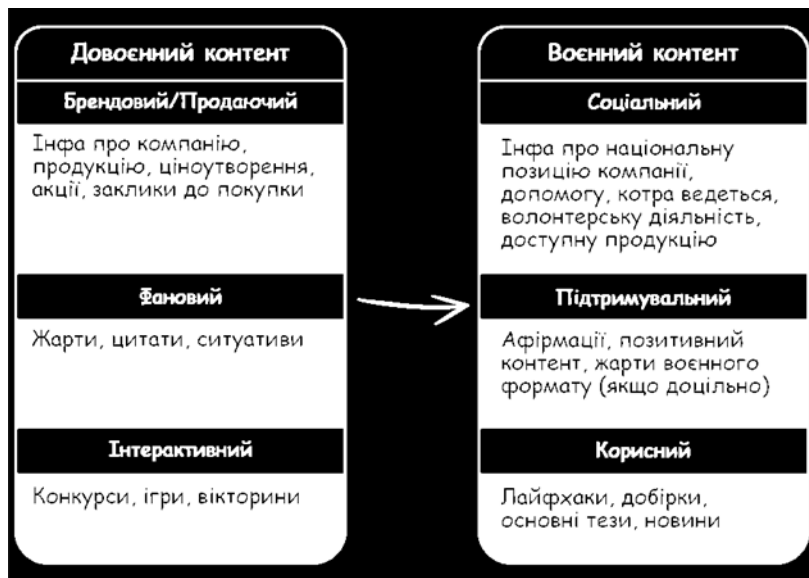 Довоєнний контент
Брендовий/Продаючий
Інфа про компанію,
продукцію, ціноутворення,
акції, заклики до покупки
Фановий
Жарти, цитати, ситуативи
Інтерактивний
Конкурси, ігри, вікторини
Воєнний контент
Соціальний
Інфа про національну
позицію компанії,
допомогу, котра ведеться,
волонтерську діяльність,
доступну продукцію
Підтримувальний
Афірмації, позитивний
контент, жарти воєнного
формату (якщо доцільно)
Корисний
Лайфхаки, добірки,
основні тези, новини